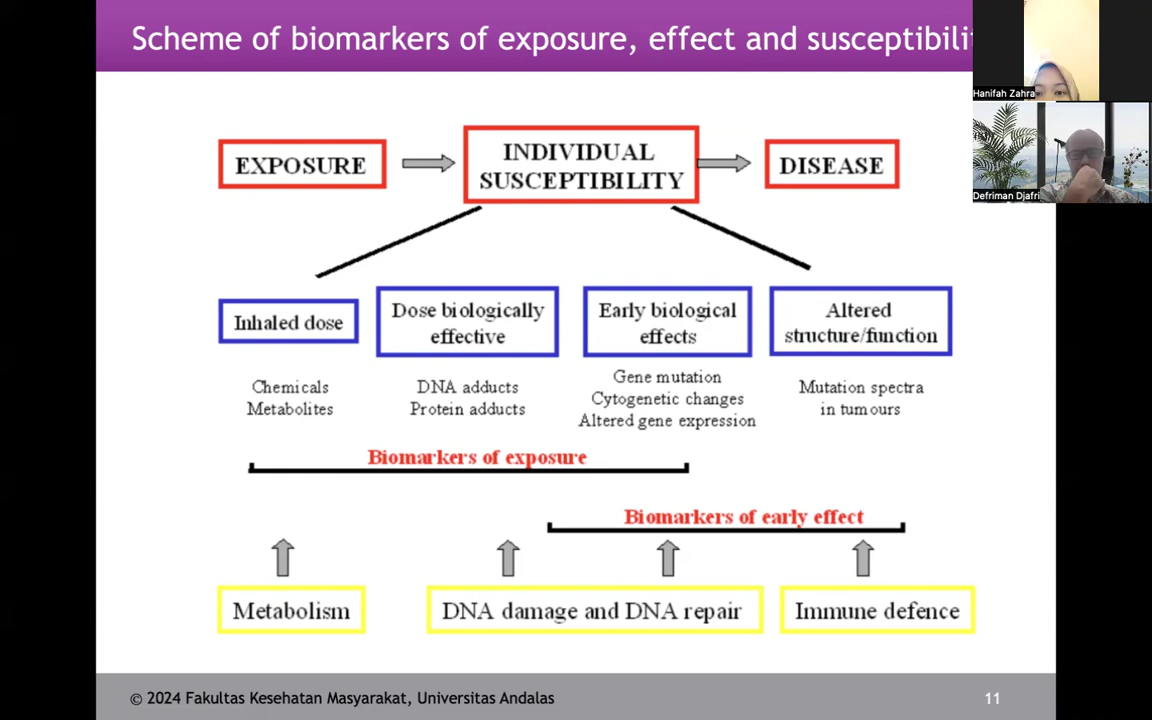 Scheme of biomarkers of exposure, effect and
Hanifah Zahra
Defriman Djafri
EXPOSURE
INDIVIDUAL
SUSCEPTIBILITY
DISEASE
Inhaled dose
Dose biologically
effective
Early biological
effects
Altered
structure/function
Chemicals
Metabolites
DNA adducts
Protein adducts
Gene mutation
Cytogenetic changes
Altered gene expression
Mutation spectra
in tumours
Biomarkers of exposure
Biomarkers of early effect
Metabolism
DNA damage and DNA repair
Immune defence
© 2024 Fakultas Kesehatan Masyarakat, Universitas Andalas
11